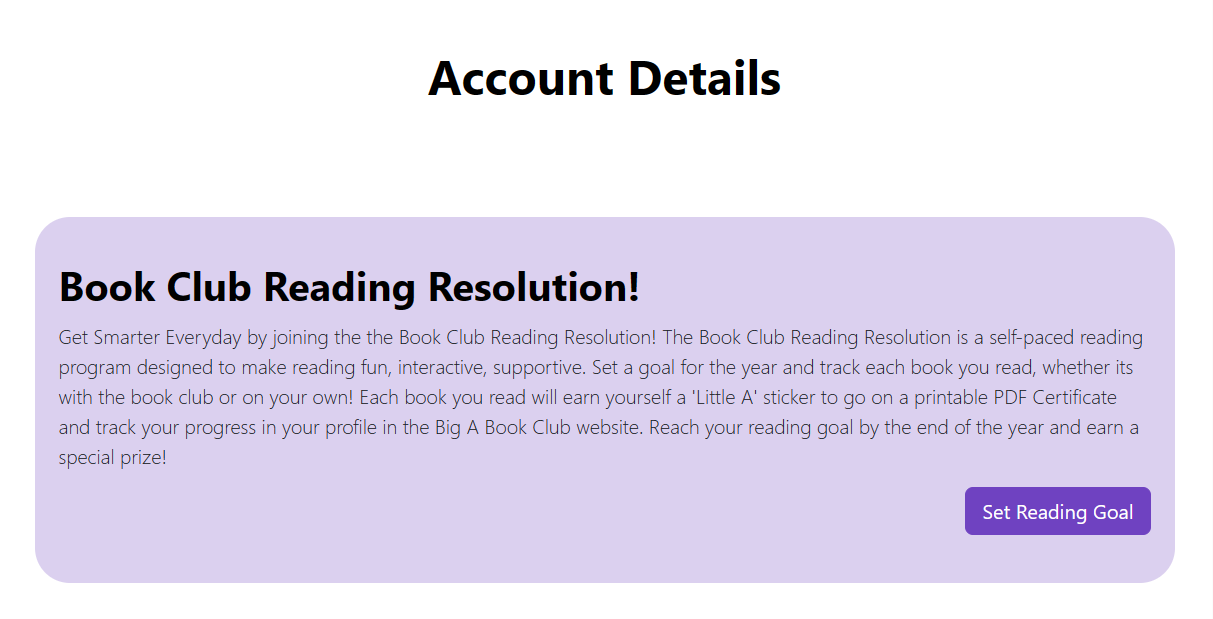 Account Details
Book Club Reading Resolution!
Get Smarter Everyday by joining the the Book Club Reading Resolution! The Book Club Reading Resolution is a self-paced reading
program designed to make reading fun, interactive, supportive. Set a goal for the year and track each book you read, whether its
with the book club or on your own! Each book you read will earn yourself a 'Little A' sticker to go on a printable PDF Certificate
and track your progress in your profile in the Big A Book Club website. Reach your reading goal by the end of the year and earn a
special prize!
Set Reading Goal